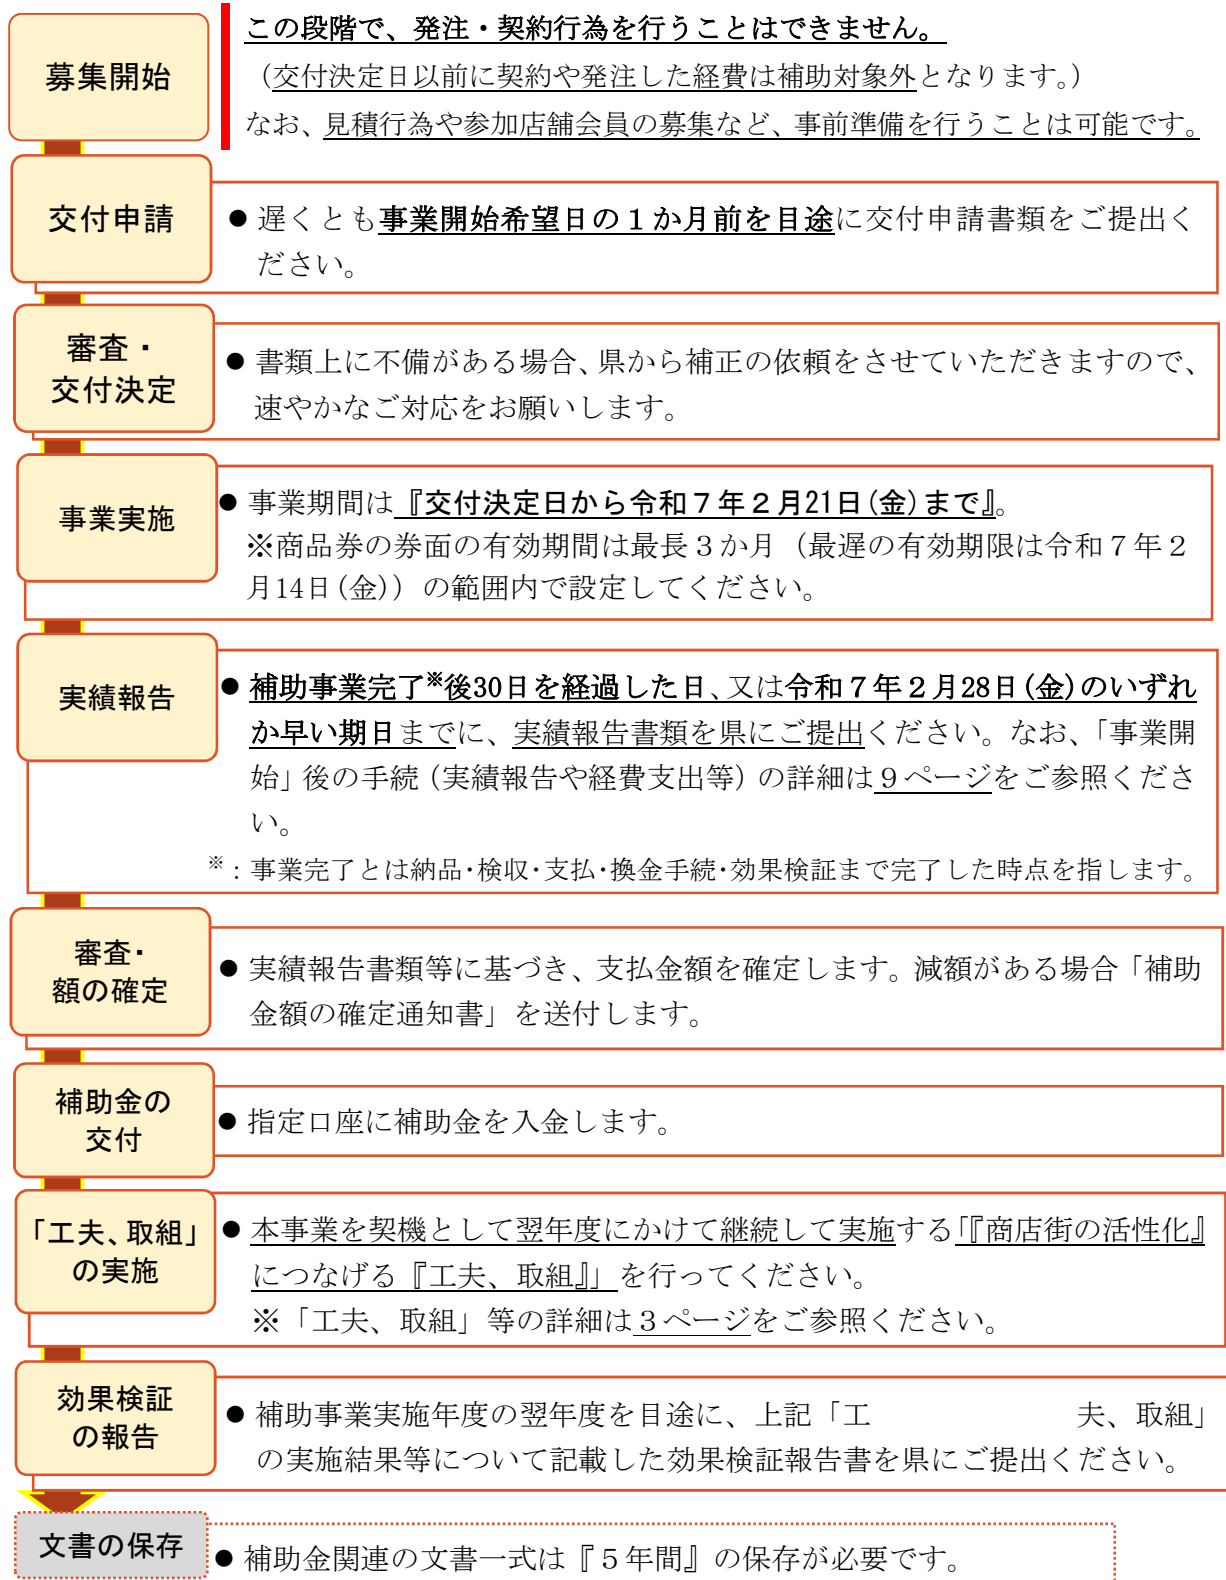 募集開始
この段階で、発注・契約行為を行うことはできません。
（交付決定日以前に契約や発注した経費は補助対象外となります。）
なお、見積行為や参加店舗会員の募集など、事前準備を行うことは可能です。
交付申請
●遅くとも事業開始希望日の１か月前を目途に交付申請書類をご提出く
ださい。
審査・
交付決定
●書類上に不備がある場合、県から補正の依頼をさせていただきますので、
速やかなご対応をお願いします。
事業実施
●事業期間は『交付決定日から令和７年２月21日(金)まで』。
※商品券の券面の有効期間は最長３か月（最遅の有効期限は令和７年２
月14日(金)）の範囲内で設定してください。
実績報告
●補助事業完了※後30日を経過した日、又は令和７年２月28日(金)のいずれ
か早い期日までに、実績報告書類を県にご提出ください。なお、「事業開
始」後の手続（実績報告や経費支出等）の詳細は９ページをご参照くださ
い。
※：事業完了とは納品・検収・支払・換金手続・効果検証まで完了した時点を指します。
審査・
額の確定
●実績報告書類等に基づき、支払金額を確定します。減額がある場合「補助
金額の確定通知書」を送付します。
補助金の
交付
●指定口座に補助金を入金します。
「工夫、取組」
の実施
●本事業を契機として翌年度にかけて継続して実施する「『商店街の活性化』
につなげる『工夫、取組』」を行ってください。
※「工夫、取組」等の詳細は３ページをご参照ください。
効果検証
の報告
●補助事業実施年度の翌年度を目途に、上記「工　　　　　　　夫、取組」
の実施結果等について記載した効果検証報告書を県にご提出ください。
文書の保存
●補助金関連の文書一式は『５年間』の保存が必要です。